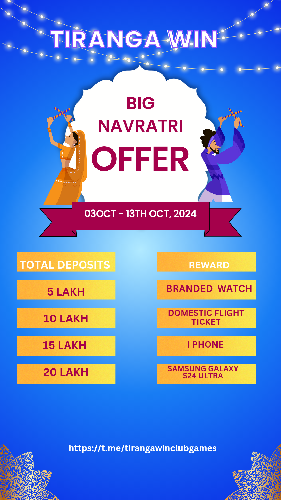 TIRANGA WIN
BIG
NAVRATRI
OFFER
03OCT - 13TH OCT, 2024
TOTAL DEPOSITS
REWARD
5 LAKH
BRANDED WATCH
10 LAKH
DOMESTIC FLIGHT
TICKET
15 LAKH
I PHONE
20 LAKH
SAMSUNG GALAXY
S24 ULTRA
https://t.me/tirangawinclubgames